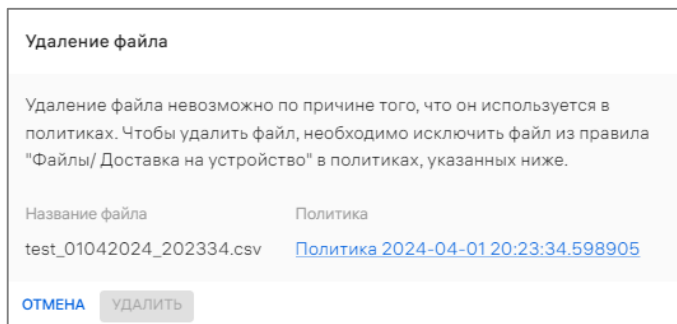 Удаление файла
Удаление файла невозможно по причине того, что он используется в
политиках. Чтобы удалить файл, необходимо исключить файл из правила
"Файлы/ Доставка на устройство" в политиках, указанных ниже.
Название файла Политика
test_01042024_202334.csv Политика 2024-04-01 20:23:34.598905
ОТМЕНА УДАЛИТЬ